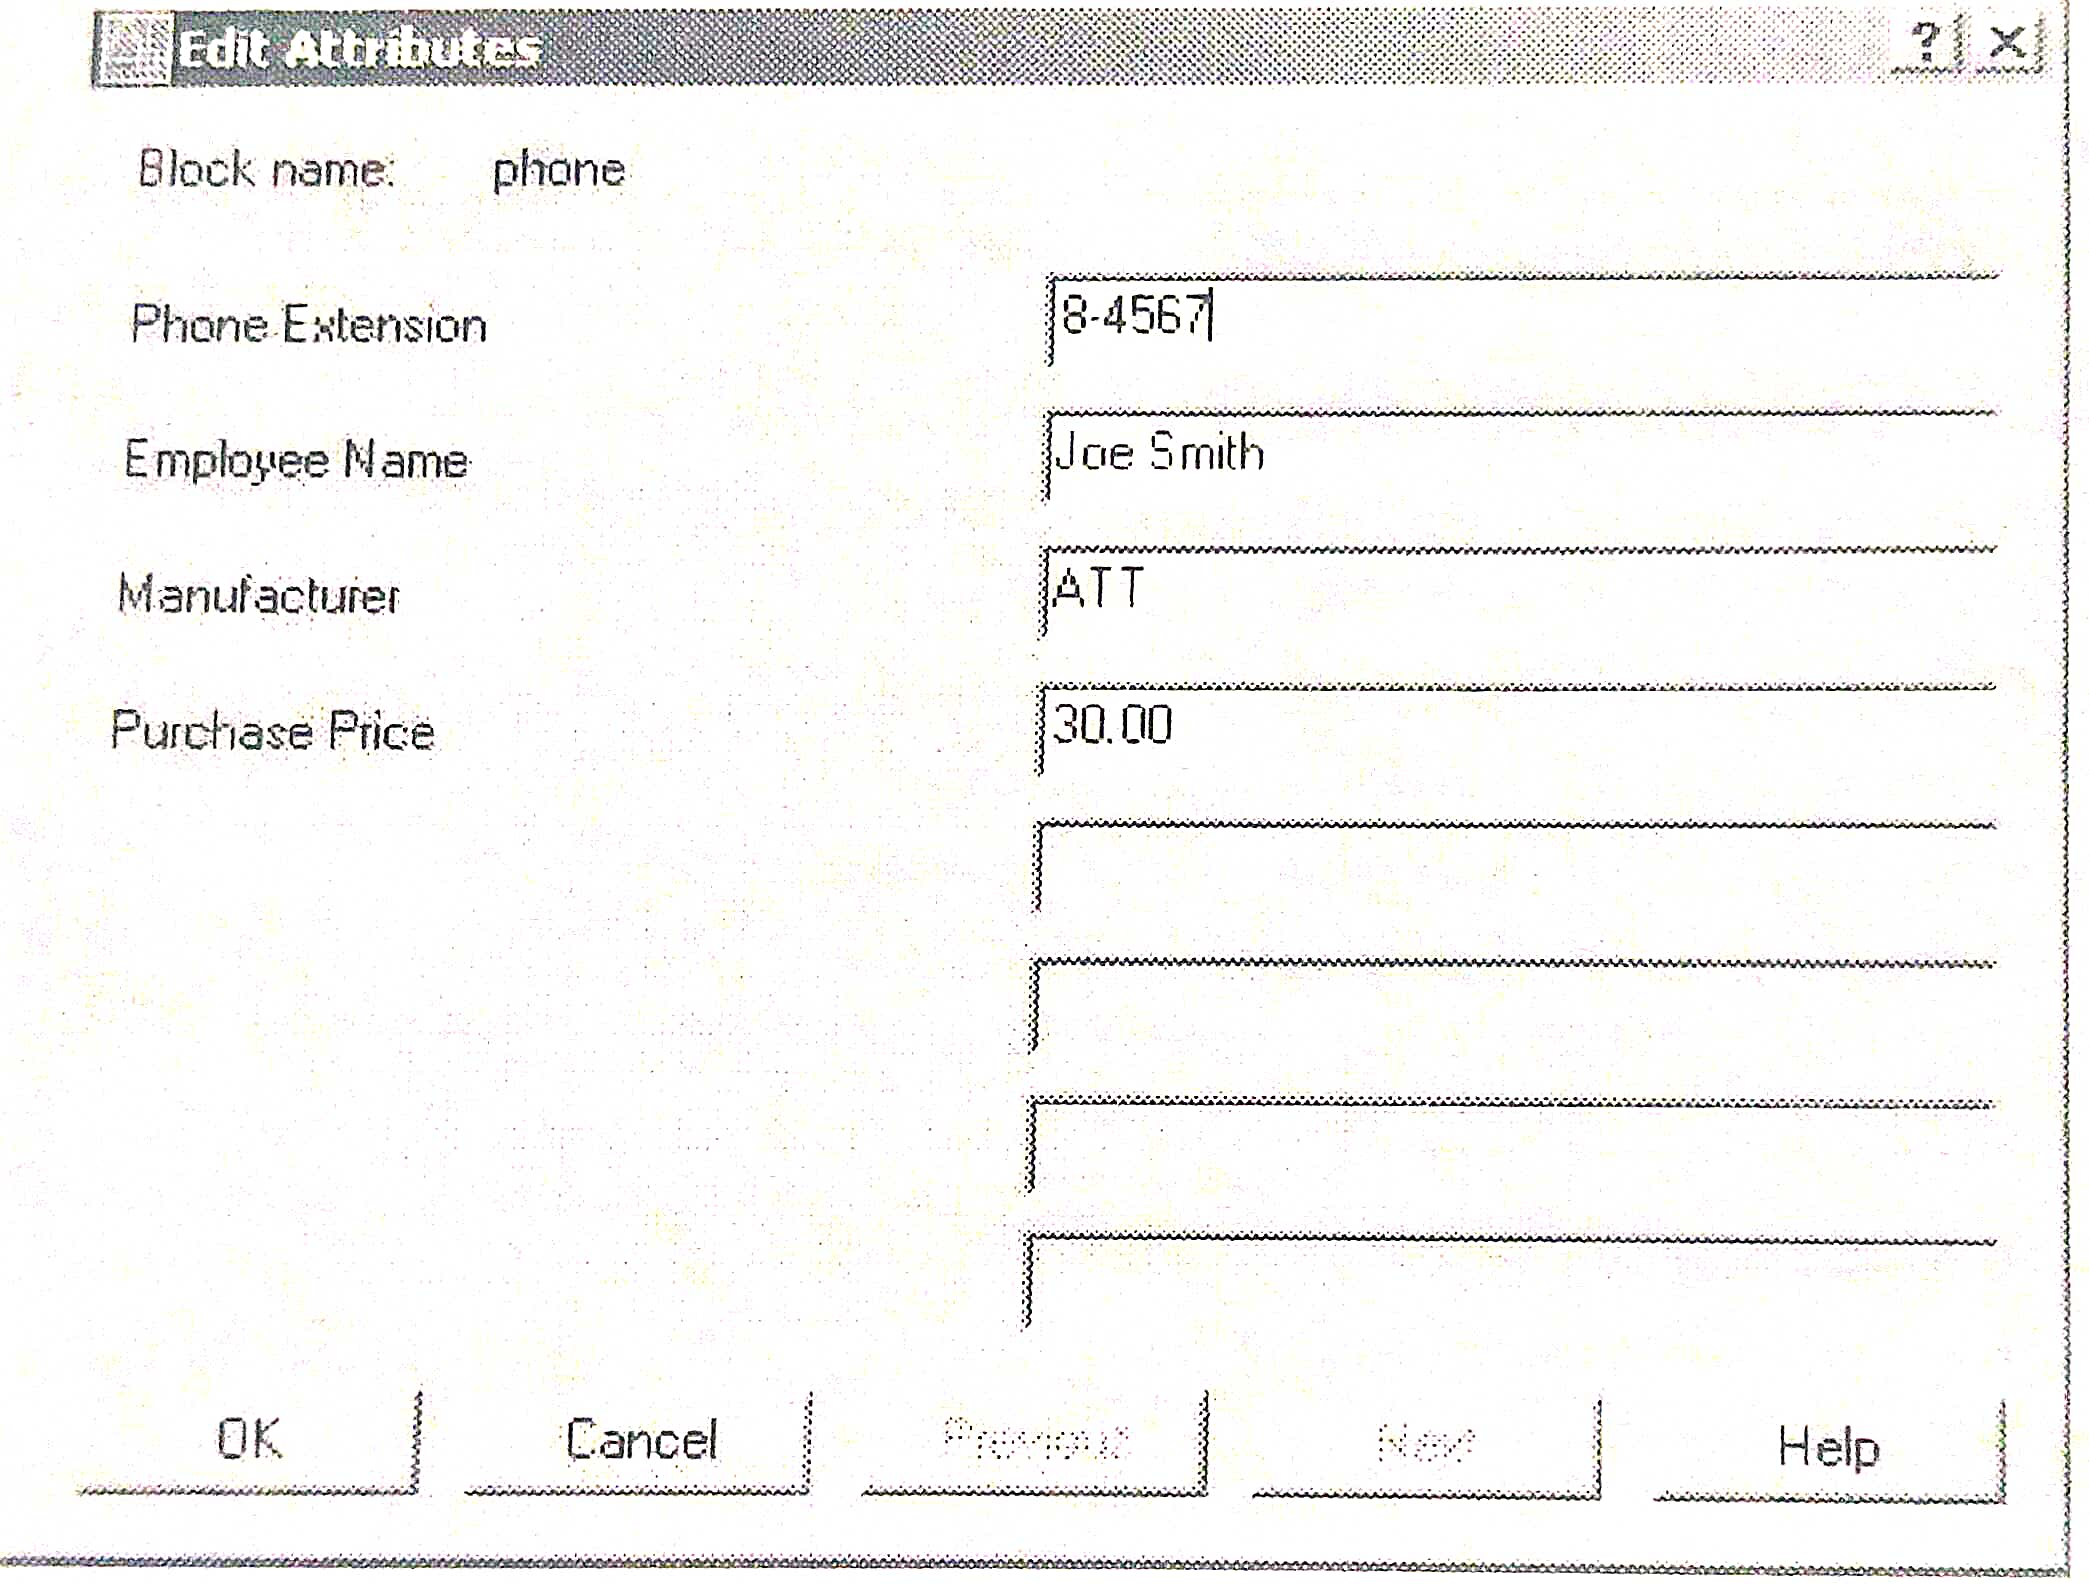 Edit Attributes ? X
Block name: phone
Phone Extension 8-4567
Employee Name Joe Smith
Manufacturer ATT
Purchase Price 30.00
OK Cancel Previous Next Help